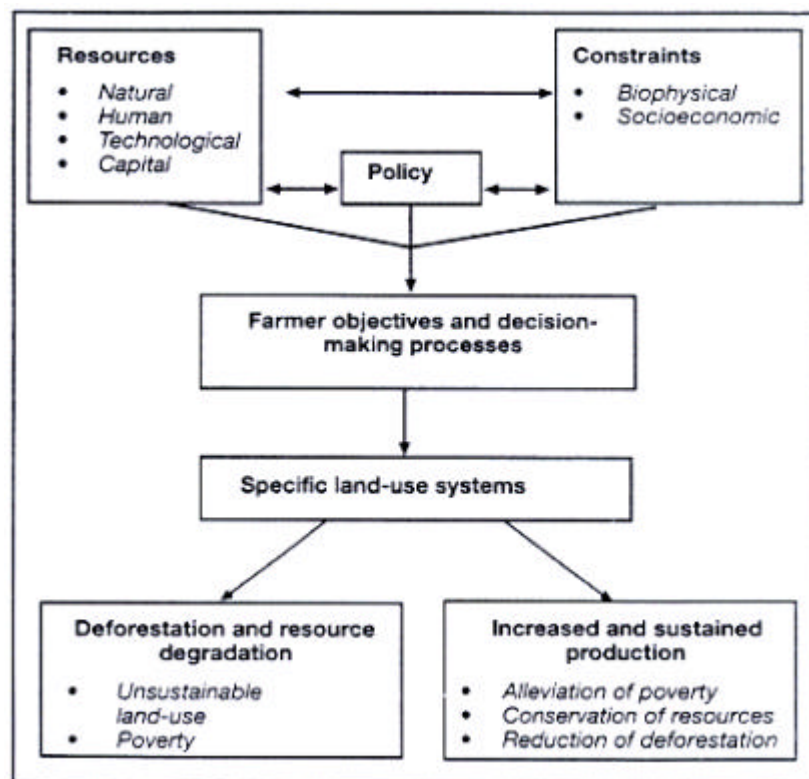 Resources
• Natural
• Human
• Technological
• Capital
Constraints
• Biophysical
• Socioeconomic
Policy
Farmer objectives and decision-
making processes
Specific land-use systems
Deforestation and resource
degradation
• Unsustainable
land-use
• Poverty
Increased and sustained
production
• Alleviation of poverty
• Conservation of resources
• Reduction of deforestation